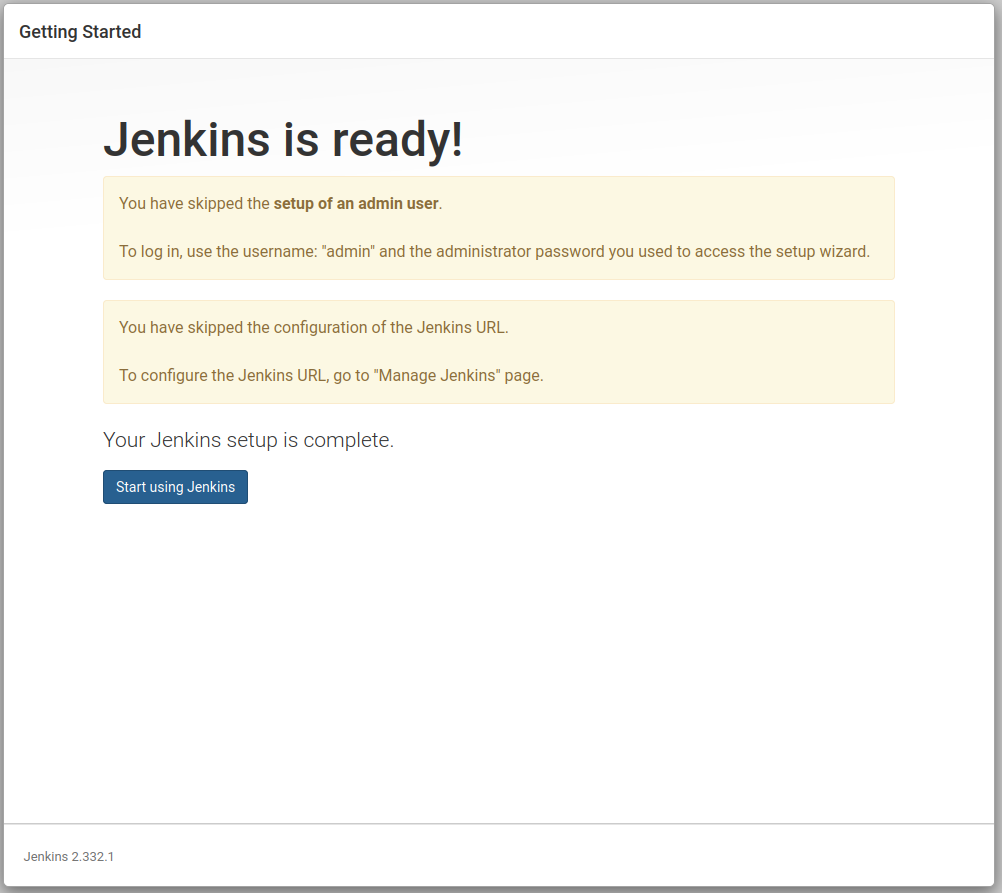 Getting Started
Jenkins is ready!
You have skipped the setup of an admin user.
To log in, use the username: "admin" and the administrator password you used to access the setup wizard.
You have skipped the configuration of the Jenkins URL.
To configure the Jenkins URL, go to "Manage Jenkins" page.
Your Jenkins setup is complete.
Start using Jenkins
Jenkins 2.332.1